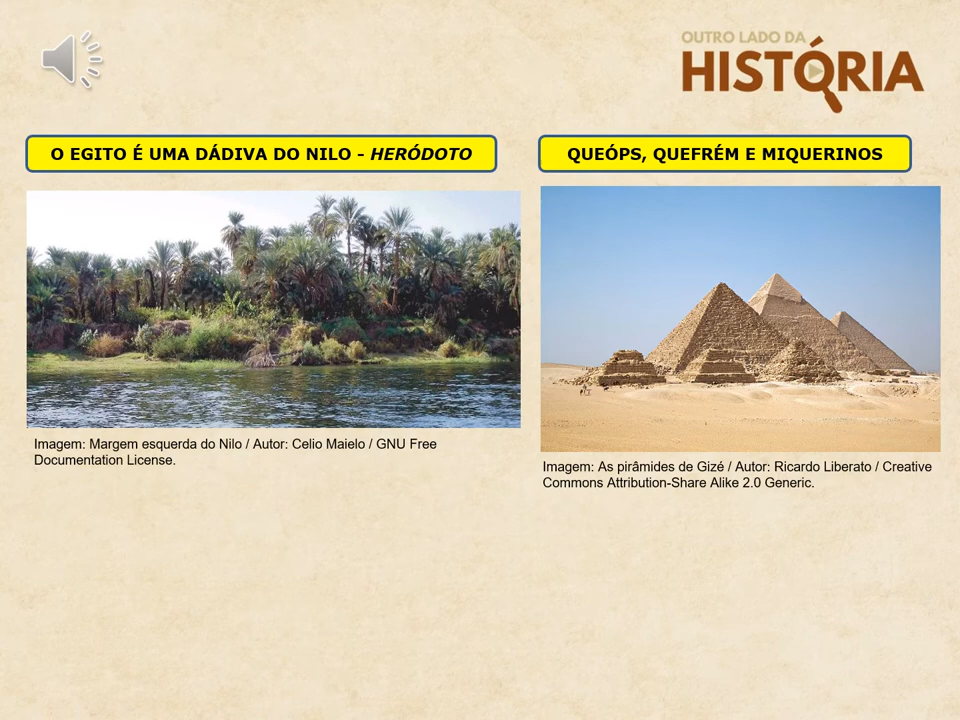 OUTRO LADO DA
HISTÓRIA
O EGITO É UMA DÁDIVA DO NILO - HERÓDOTO
QUEÓPS, QUEFRÉM E MIQUERINOS
Imagem: Margem esquerda do Nilo / Autor: Celio Maielo / GNU Free
Documentation License.
Imagem: As pirâmides de Gizé / Autor: Ricardo Liberato / Creative
Commons Attribution-Share Alike 2.0 Generic.